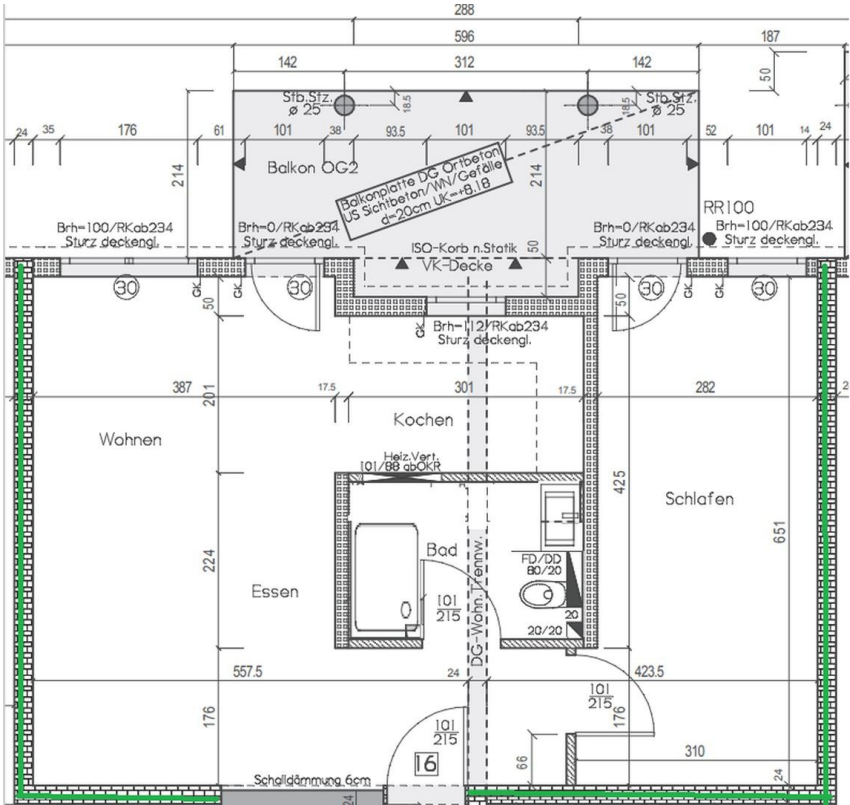 288
596
187
142
312
142
50
Stb.Stz.
ø 25
18.5
18.5
Stb.Stz.
ø 25
24
35
176
61
101
38
93.5
101
93.5
38
101
52
101
14
24
214
Balkon OG2
Balkonplatte DG Ortbeton
US Sichtbeton/WN/Gefälle
d=20cm UK=+8,18
214
RR100
Brh=100/RKab234
Sturz deckengl.
Brh=0/RKab234
Sturz deckengl.
ISO-Korb n.Statik
VK-Decke
50
Brh=0/RKab234
Sturz deckengl.
Brh=100/RKab234
Sturz deckengl.
30
GK
GK
30
30
GK
GK
30
50
GK
Brh=112/RKab234
Sturz deckengl.
50
387
201
17.5
301
17.5
282
2
Wohnen
Kochen
Heiz.Vert.
101/88 abOKR
425
Schlafen
651
224
Essen
Bad
FD/DD
80/20
101
215
20
20/20
DG-Wohn.Trennw.
557.5
24
423.5
101
215
176
176
101
215
66
310
16
Schalldämmung 6cm
24
24